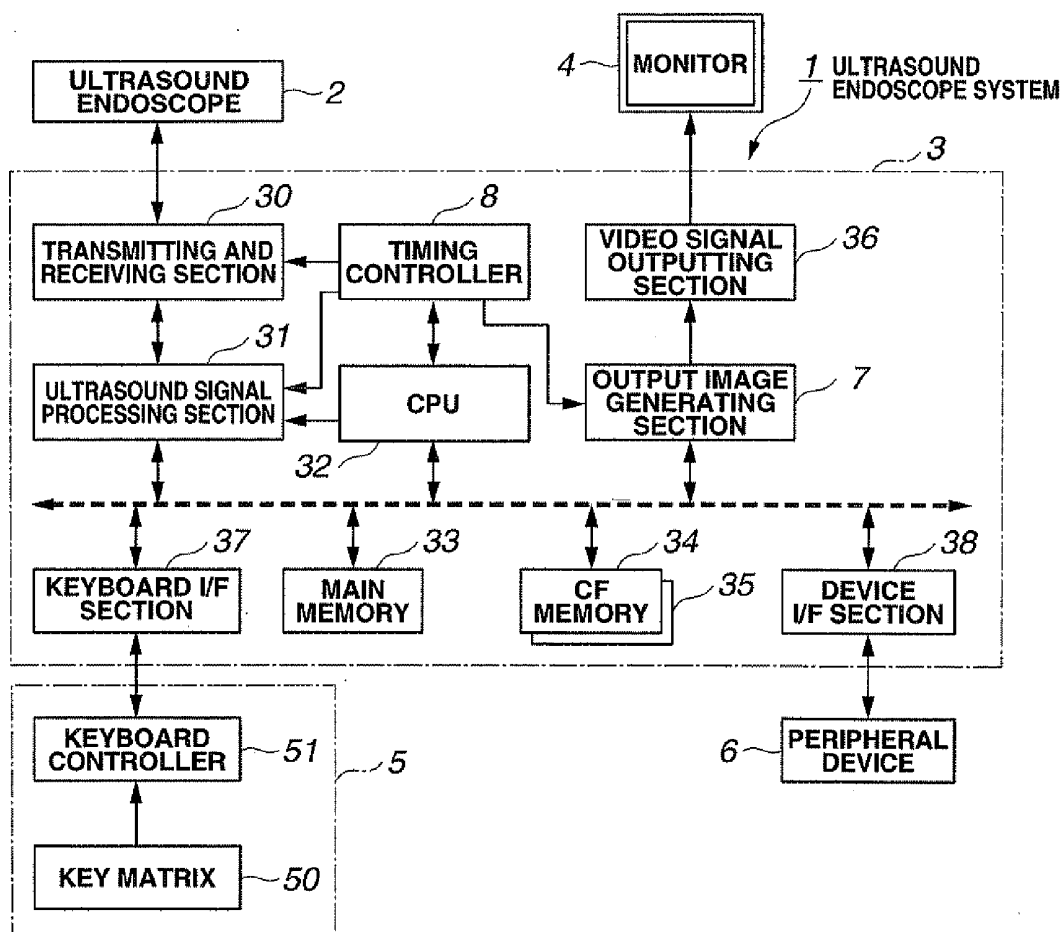 ULTRASOUND
ENDOSCOPE
2
4
MONITOR
1 ULTRASOUND
ENDOSCOPE SYSTEM
3
30
TRANSMITTING AND
RECEIVING SECTION
8
TIMING
CONTROLLER
VIDEO SIGNAL
OUTPUTTING
SECTION
36
31
ULTRASOUND SIGNAL
PROCESSING SECTION
CPU
32
OUTPUT IMAGE
GENERATING
SECTION
7
37
KEYBOARD I/F
SECTION
33
MAIN
MEMORY
34
CF
MEMORY
35
38
DEVICE
I/F SECTION
KEYBOARD
CONTROLLER
51
5
6
PERIPHERAL
DEVICE
KEY MATRIX
50